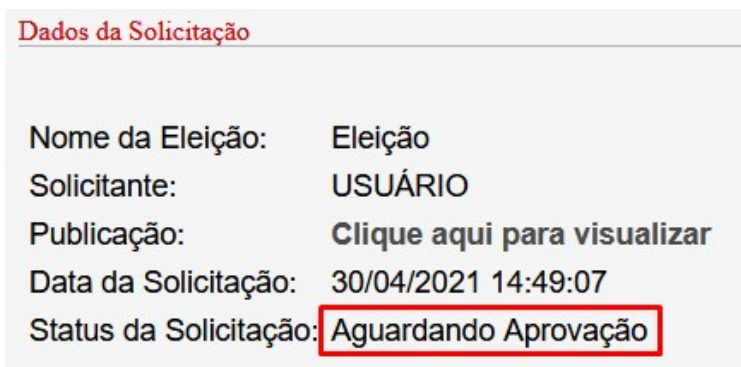 Dados da Solicitação
Nome da Eleição: Eleição
Solicitante: USUÁRIO
Publicação: Clique aqui para visualizar
Data da Solicitação: 30/04/2021 14:49:07
Status da Solicitação: Aguardando Aprovação